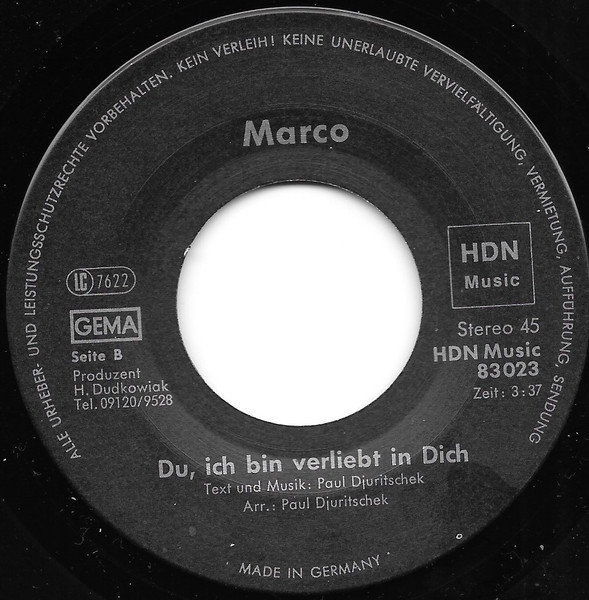 ALLE URHEBER- UND LEISTUNGSSCHUTZRECHTE VORBEHALTEN. KEIN VERLEIH! KEINE UNERLAUBTE VERVIELFÄLTIGUNG, VERMIETUNG, AUFFÜHRUNG, SENDUNG
Marco
HDN
Music
LC 7622
GEMA
Seite B
Produzent
H. Dudkowiak
Tel. 09120/9528
Stereo 45
HDN Music
83023
Zeit: 3:37
Du, ich bin verliebt in Dich
Text und Musik: Paul Djuritschek
Arr.: Paul Djuritschek
· MADE IN GERMANY ·